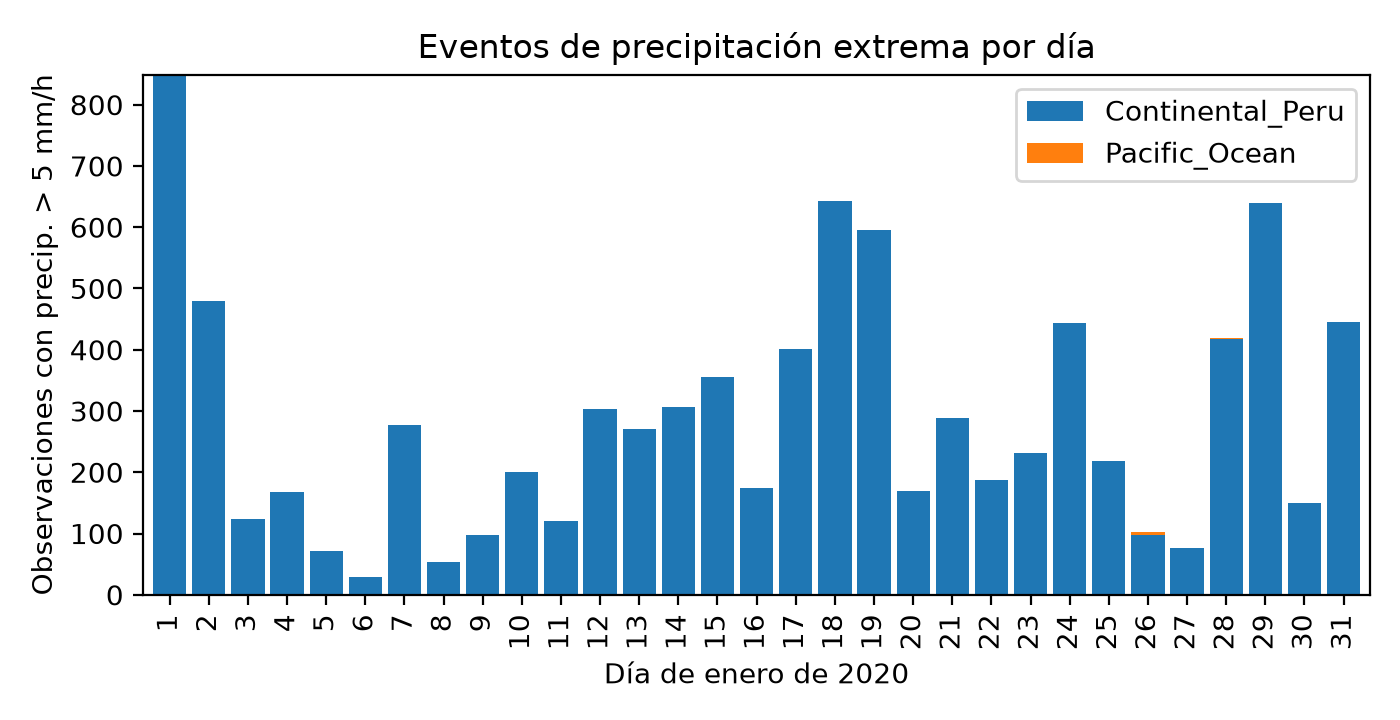 Eventos de precipitación extrema por día
Observaciones con precip. > 5 mm/h
800
700
600
500
400
300
200
100
0
Continental_Peru
Pacific_Ocean
1 2 3 4 5 6 7 8 9 10 11 12 13 14 15 16 17 18 19 20 21 22 23 24 25 26 27 28 29 30 31
Día de enero de 2020